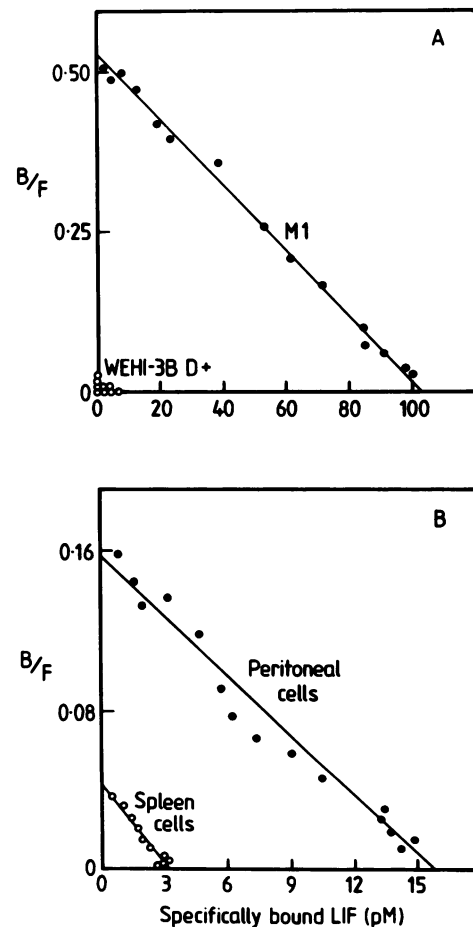 A
0·50
B/F
0·25
M1
WEHI-3B D+
0
0 20 40 60 80 100
B
0·16
B/F
Peritoneal
cells
0·08
Spleen
cells
0
0 3 6 9 12 15
Specifically bound LIF (pM)